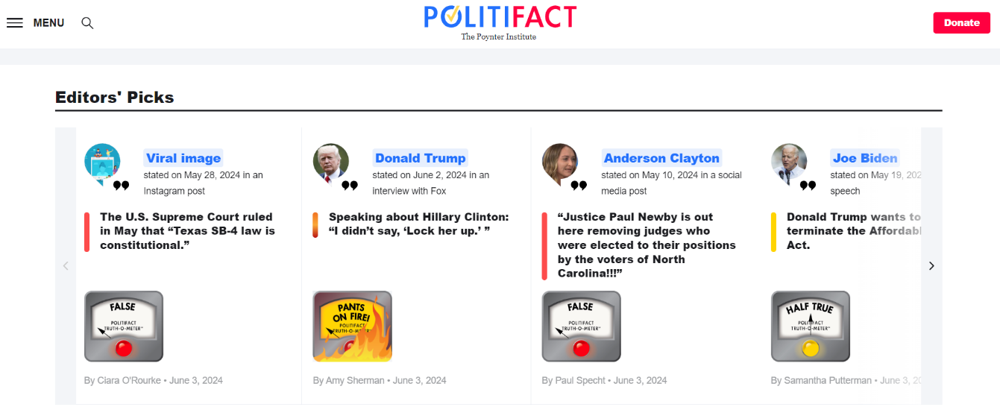 MENU
POLITIFACT
The Poynter Institute
Donate
Editors' Picks
Viral image
stated on May 28, 2024 in an
Instagram post
The U.S. Supreme Court ruled
in May that “Texas SB-4 law is
constitutional.”
FALSE
POLITIFACT
TRUTH-O-METER™
By Ciara O'Rourke • June 3, 2024
Donald Trump
stated on June 2, 2024 in an
interview with Fox
Speaking about Hillary Clinton:
“I didn’t say, ‘Lock her up.’ ”
PANTS
ON FIRE!
POLITIFACT
TRUTH-O-METER™
By Amy Sherman • June 3, 2024
Anderson Clayton
stated on May 10, 2024 in a social
media post
“Justice Paul Newby is out
here removing judges who
were elected to their positions
by the voters of North
Carolina!!!”
FALSE
POLITIFACT
TRUTH-O-METER™
By Paul Specht • June 3, 2024
Joe Biden
stated on May 19, 202
speech
Donald Trump wants to
terminate the Affordabl
Act.
HALF TRUE
POLITIFACT
TRUTH-O-METER™
By Samantha Putterman • June 3, 20